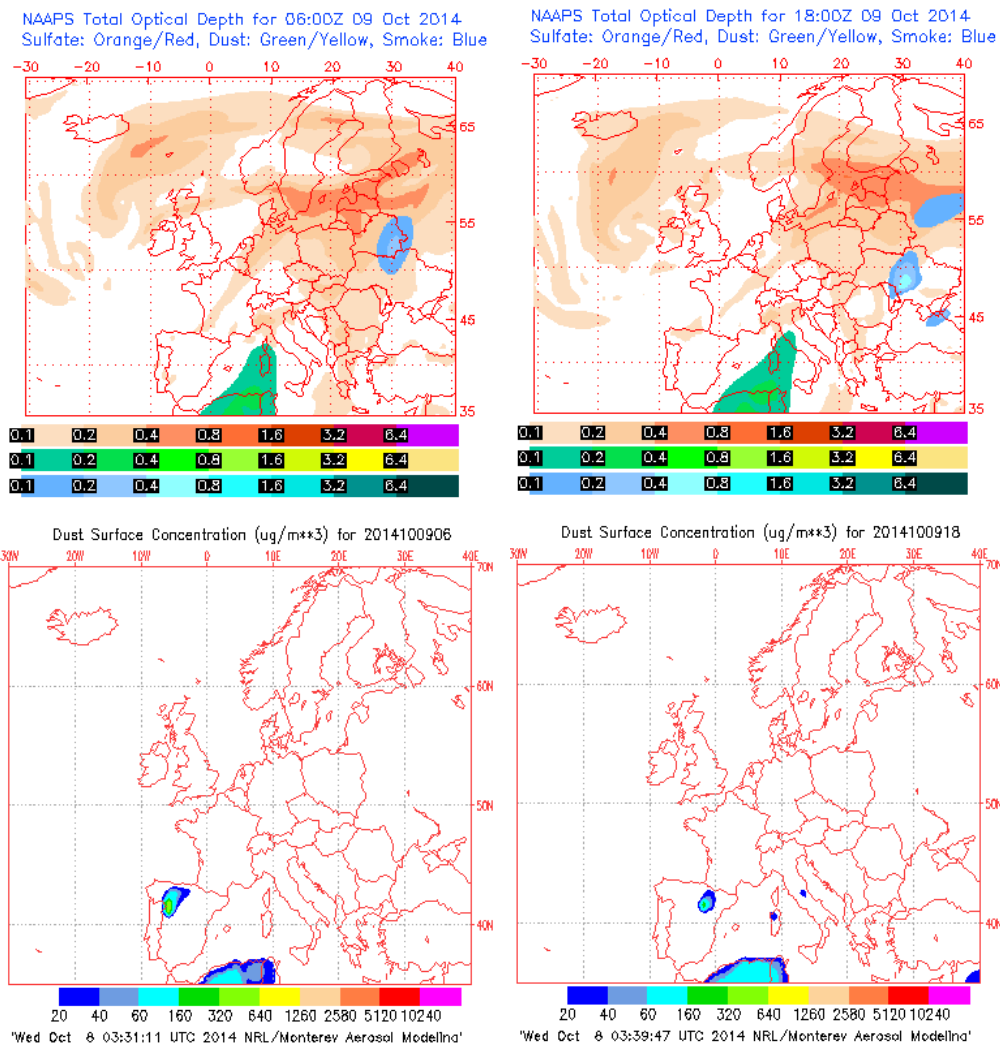 NAAPS Total Optical Depth for 06:00Z 09 Oct 2014
Sulfate: Orange/Red, Dust: Green/Yellow, Smoke: Blue
-30 -20 -10 0 10 20 30 40
65
55
45
35
0.1 0.2 0.4 0.8 1.6 3.2 6.4
0.1 0.2 0.4 0.8 1.6 3.2 6.4
0.1 0.2 0.4 0.8 1.6 3.2 6.4
NAAPS Total Optical Depth for 18:00Z 09 Oct 2014
Sulfate: Orange/Red, Dust: Green/Yellow, Smoke: Blue
-30 -20 -10 0 10 20 30 40
65
55
45
35
0.1 0.2 0.4 0.8 1.6 3.2 6.4
0.1 0.2 0.4 0.8 1.6 3.2 6.4
0.1 0.2 0.4 0.8 1.6 3.2 6.4
Dust Surface Concentration (ug/m**3) for 2014100906
30W 20W 10W 0 10E 20E 30E 40E
70N
60N
50N
40N
20 40 60 160 320 640 1260 2580 5120 10240
'Wed Oct 8 03:31:11 UTC 2014 NRL/Monterey Aerosol Modeling'
Dust Surface Concentration (ug/m**3) for 2014100918
30W 20W 10W 0 10E 20E 30E 40E
70N
60N
50N
40N
20 40 60 160 320 640 1260 2580 5120 10240
'Wed Oct 8 03:39:47 UTC 2014 NRL/Monterey Aerosol Modeling'